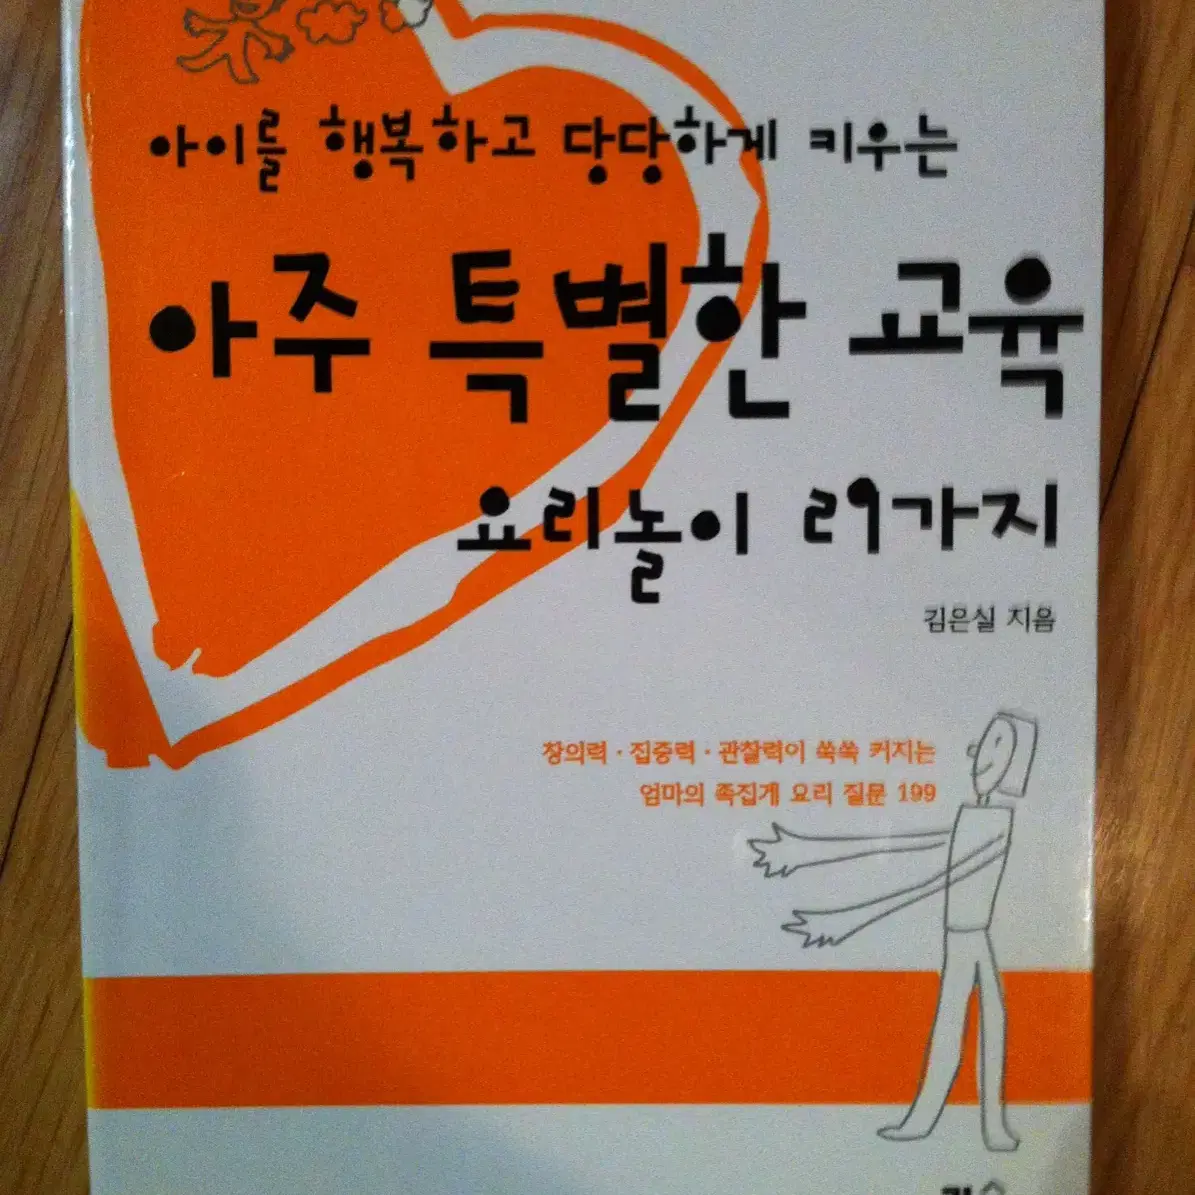 아이를 행복하고 당당하게 키우는
아주 특별한 교육
요리놀이 29가지
김은실 지음
창의력·집중력·관찰력이 쑥쑥 커지는
엄마의 족집게 요리 질문 199